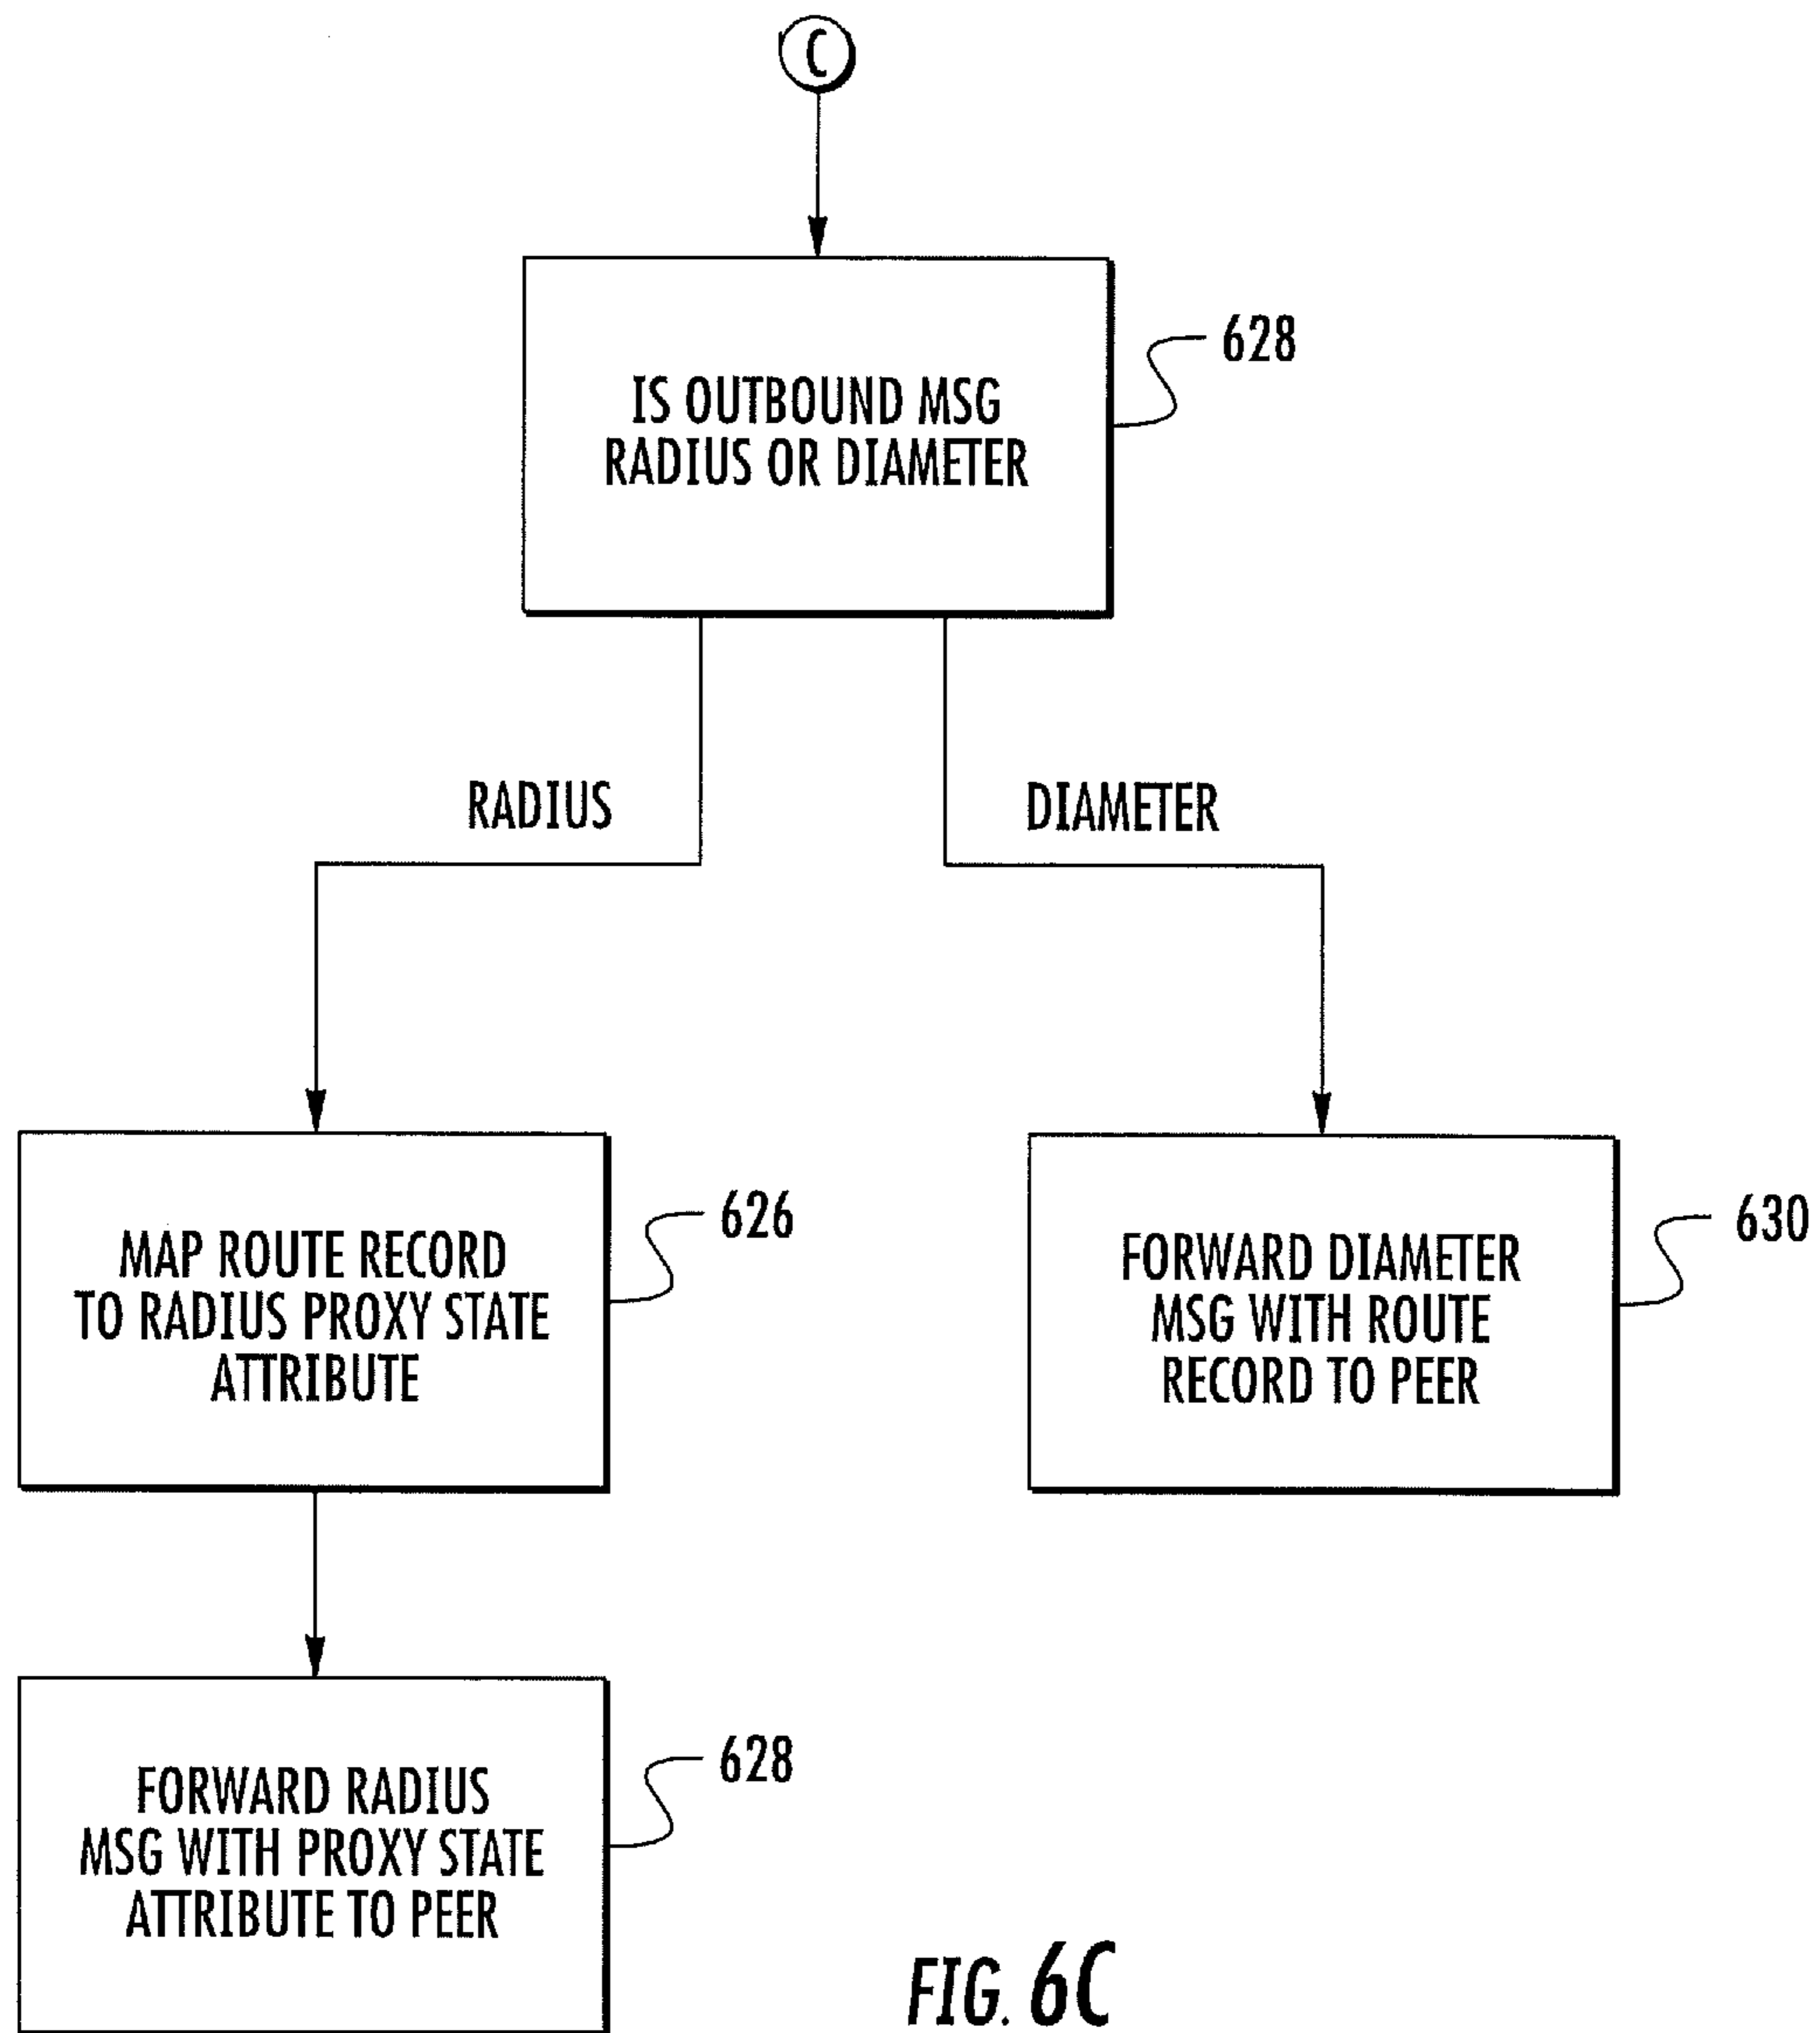 C
IS OUTBOUND MSG
RADIUS OR DIAMETER
628
RADIUS
DIAMETER
MAP ROUTE RECORD
TO RADIUS PROXY STATE
ATTRIBUTE
626
FORWARD DIAMETER
MSG WITH ROUTE
RECORD TO PEER
630
FORWARD RADIUS
MSG WITH PROXY STATE
ATTRIBUTE TO PEER
628
FIG. 6C